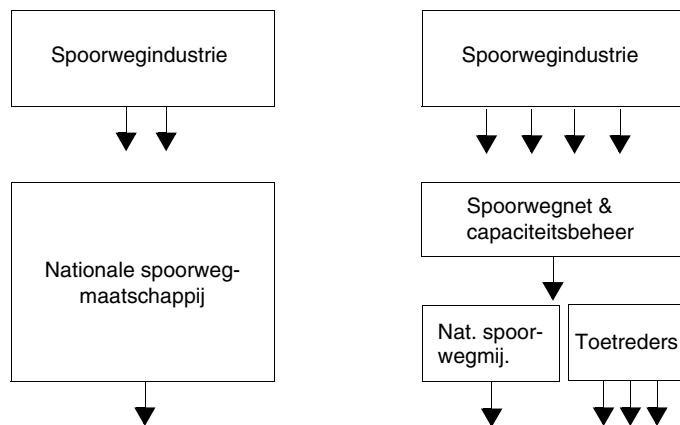 Spoorwegindustrie
Nationale spoorweg-
maatschappij
Spoorwegindustrie
Spoorwegnet &
capaciteitsbeheer
Nat. spoor-
wegmij.
Toetreders